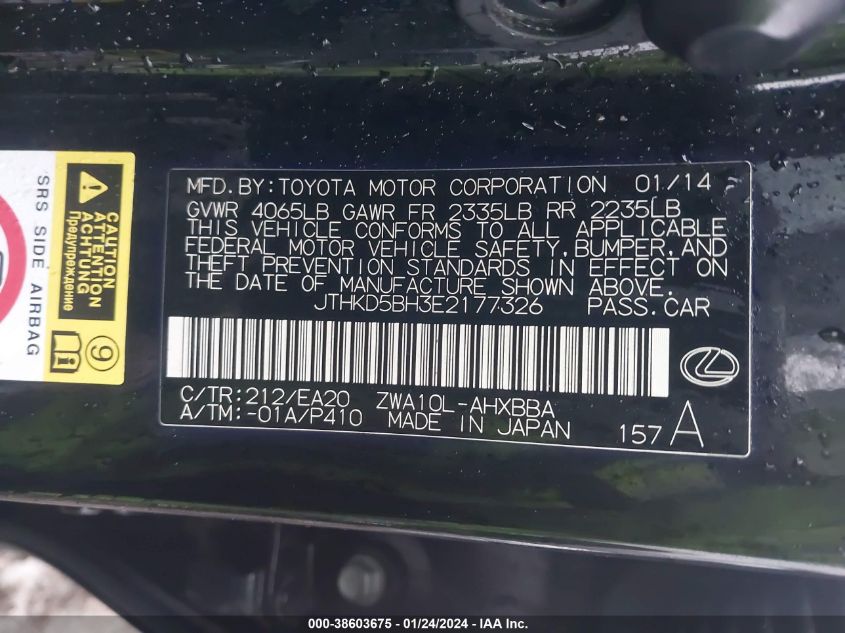 SRS SIDE AIRBAG
CAUTION
ATTENTION
ACHTUNG
Предупреждение
9
MFD. BY: TOYOTA MOTOR CORPORATION 01/14
GVWR 4065LB GAWR FR 2335LB RR 2235LB
THIS VEHICLE CONFORMS TO ALL APPLICABLE
FEDERAL MOTOR VEHICLE SAFETY, BUMPER, AND
THEFT PREVENTION STANDARDS IN EFFECT ON
THE DATE OF MANUFACTURE SHOWN ABOVE.
JTHKD5BH3E2177326 PASS. CAR
C/TR: 212/EA20 ZWA10L-AHXBBA
A/TM: -01A/P410 MADE IN JAPAN 157 A
000-38603675 - 01/24/2024 - IAA Inc.